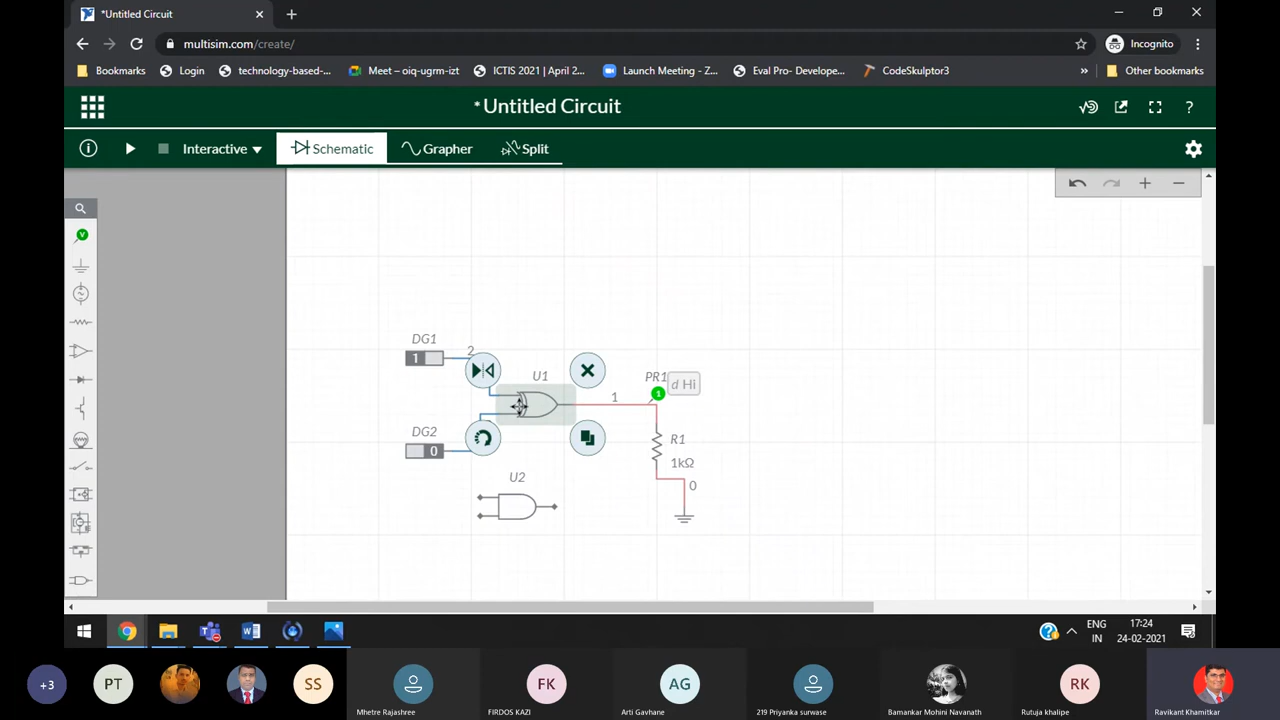 *Untitled Circuit
multisim.com/create/
Incognito
Bookmarks
Login
technology-based-...
Meet – oiq-ugrm-izt
ICTIS 2021 | April 2...
Launch Meeting - Z...
Eval Pro- Develope...
CodeSkulptor3
»
Other bookmarks
*Untitled Circuit
?
Interactive
Schematic
Grapher
Split
V
DG1
1
2
U1
1
PR1
d Hi
1
DG2
0
R1
1kΩ
0
U2
ENG
IN
17:24
24-02-2021
+3
PT
SS
Mhetre Rajashree
FK
FIRDOS KAZI
AG
Arti Gavhane
219 Priyanka surwase
Bamankar Mohini Navanath
RK
Rutuja khalipe
Ravikant Khamitkar